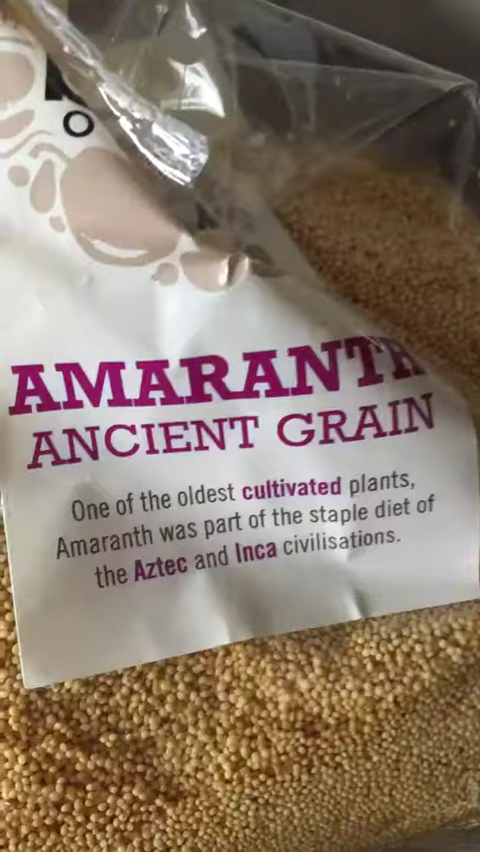 AMARANTH
ANCIENT GRAIN
One of the oldest cultivated plants,
Amaranth was part of the staple diet of
the Aztec and Inca civilisations.